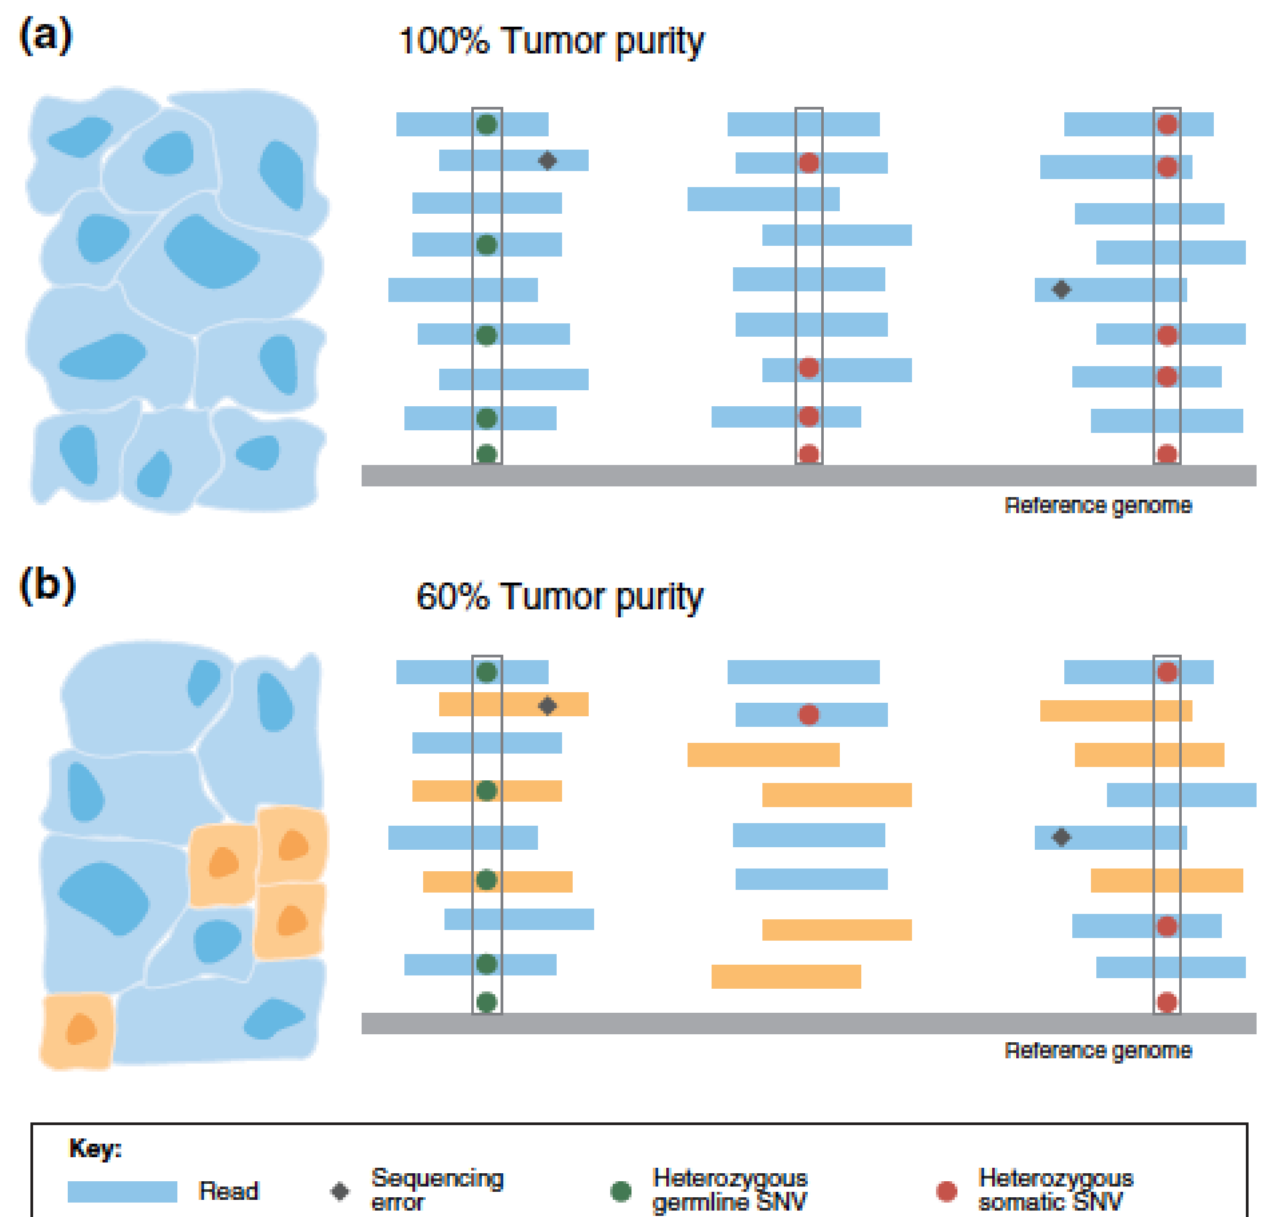 (a)
100% Tumor purity
Reference genome
(b)
60% Tumor purity
Reference genome
Key:
Read
Sequencing
error
Heterozygous
germline SNV
Heterozygous
somatic SNV